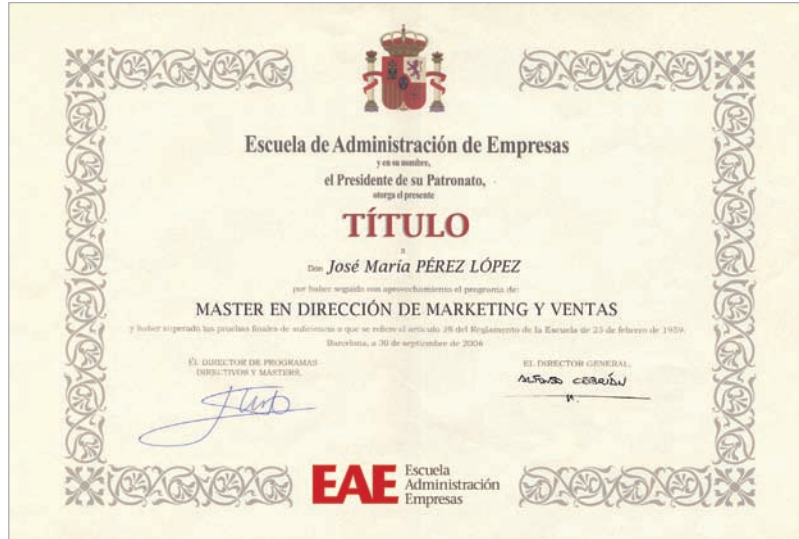 Escuela de Administración de Empresas
y en su nombre,
el Presidente de su Patronato,
otorga el presente
TÍTULO
a
Don José María PÉREZ LÓPEZ
por haber seguido con aprovechamiento el programa de:
MASTER EN DIRECCIÓN DE MARKETING Y VENTAS
y haber superado las pruebas finales de suficiencia a que se refiere el artículo 28 del Reglamento de la Escuela de 23 de febrero de 1959.
Barcelona, a 30 de septiembre de 2004
EL DIRECTOR DE PROGRAMAS
DIRECTIVOS Y MASTERS,
EL DIRECTOR GENERAL,
ALFONSO CEBRIÁN
EAE
Escuela
Administración
Empresas